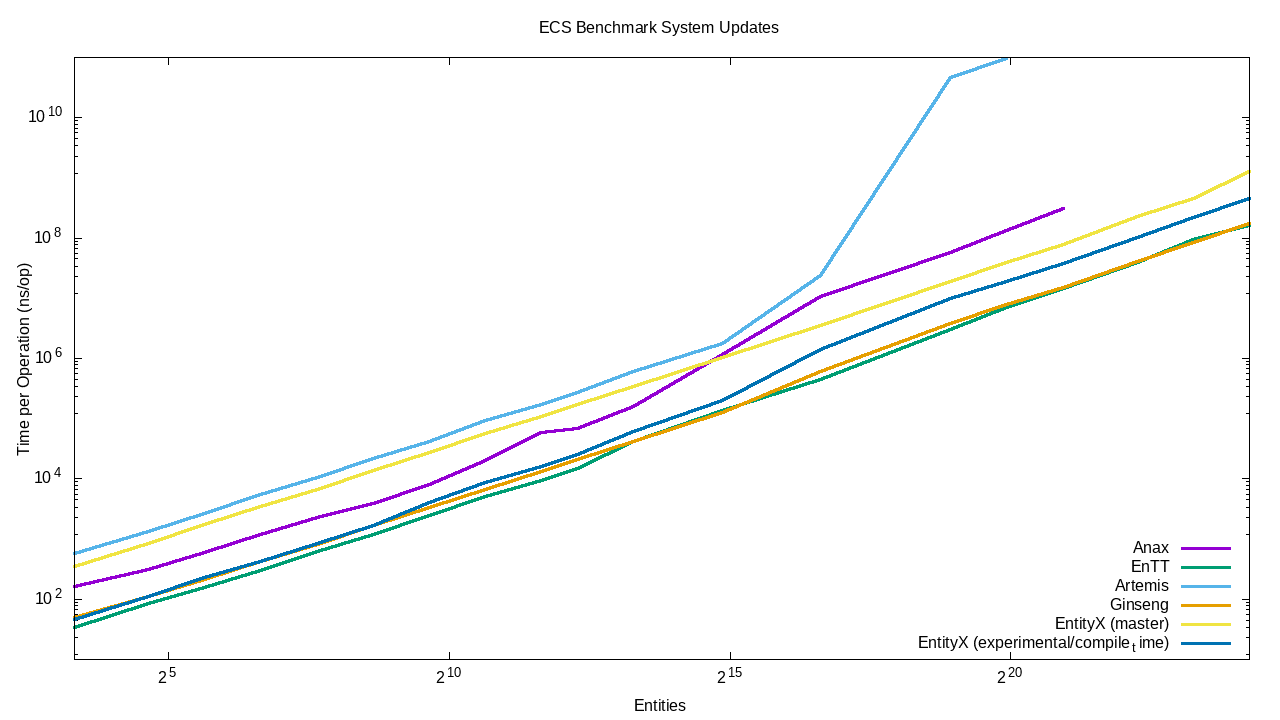 ECS Benchmark System Updates
Time per Operation (ns/op)
10^10
10^8
10^6
10^4
10^2
Anax
EnTT
Artemis
Ginseng
EntityX (master)
EntityX (experimental/compile_time)
2^5 2^10 2^15 2^20
Entities